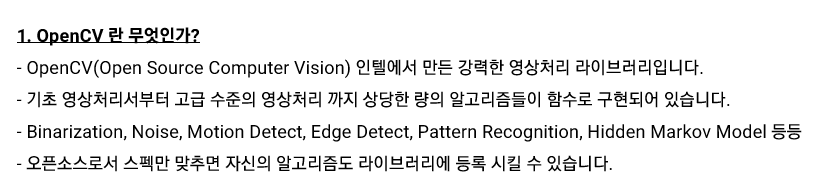 1. OpenCV 란 무엇인가?
- OpenCV(Open Source Computer Vision) 인텔에서 만든 강력한 영상처리 라이브러리입니다.
- 기초 영상처리서부터 고급 수준의 영상처리 까지 상당한 량의 알고리즘들이 함수로 구현되어 있습니다.
- Binarization, Noise, Motion Detect, Edge Detect, Pattern Recognition, Hidden Markov Model 등등
- 오픈소스로서 스펙만 맞추면 자신의 알고리즘도 라이브러리에 등록 시킬 수 있습니다.